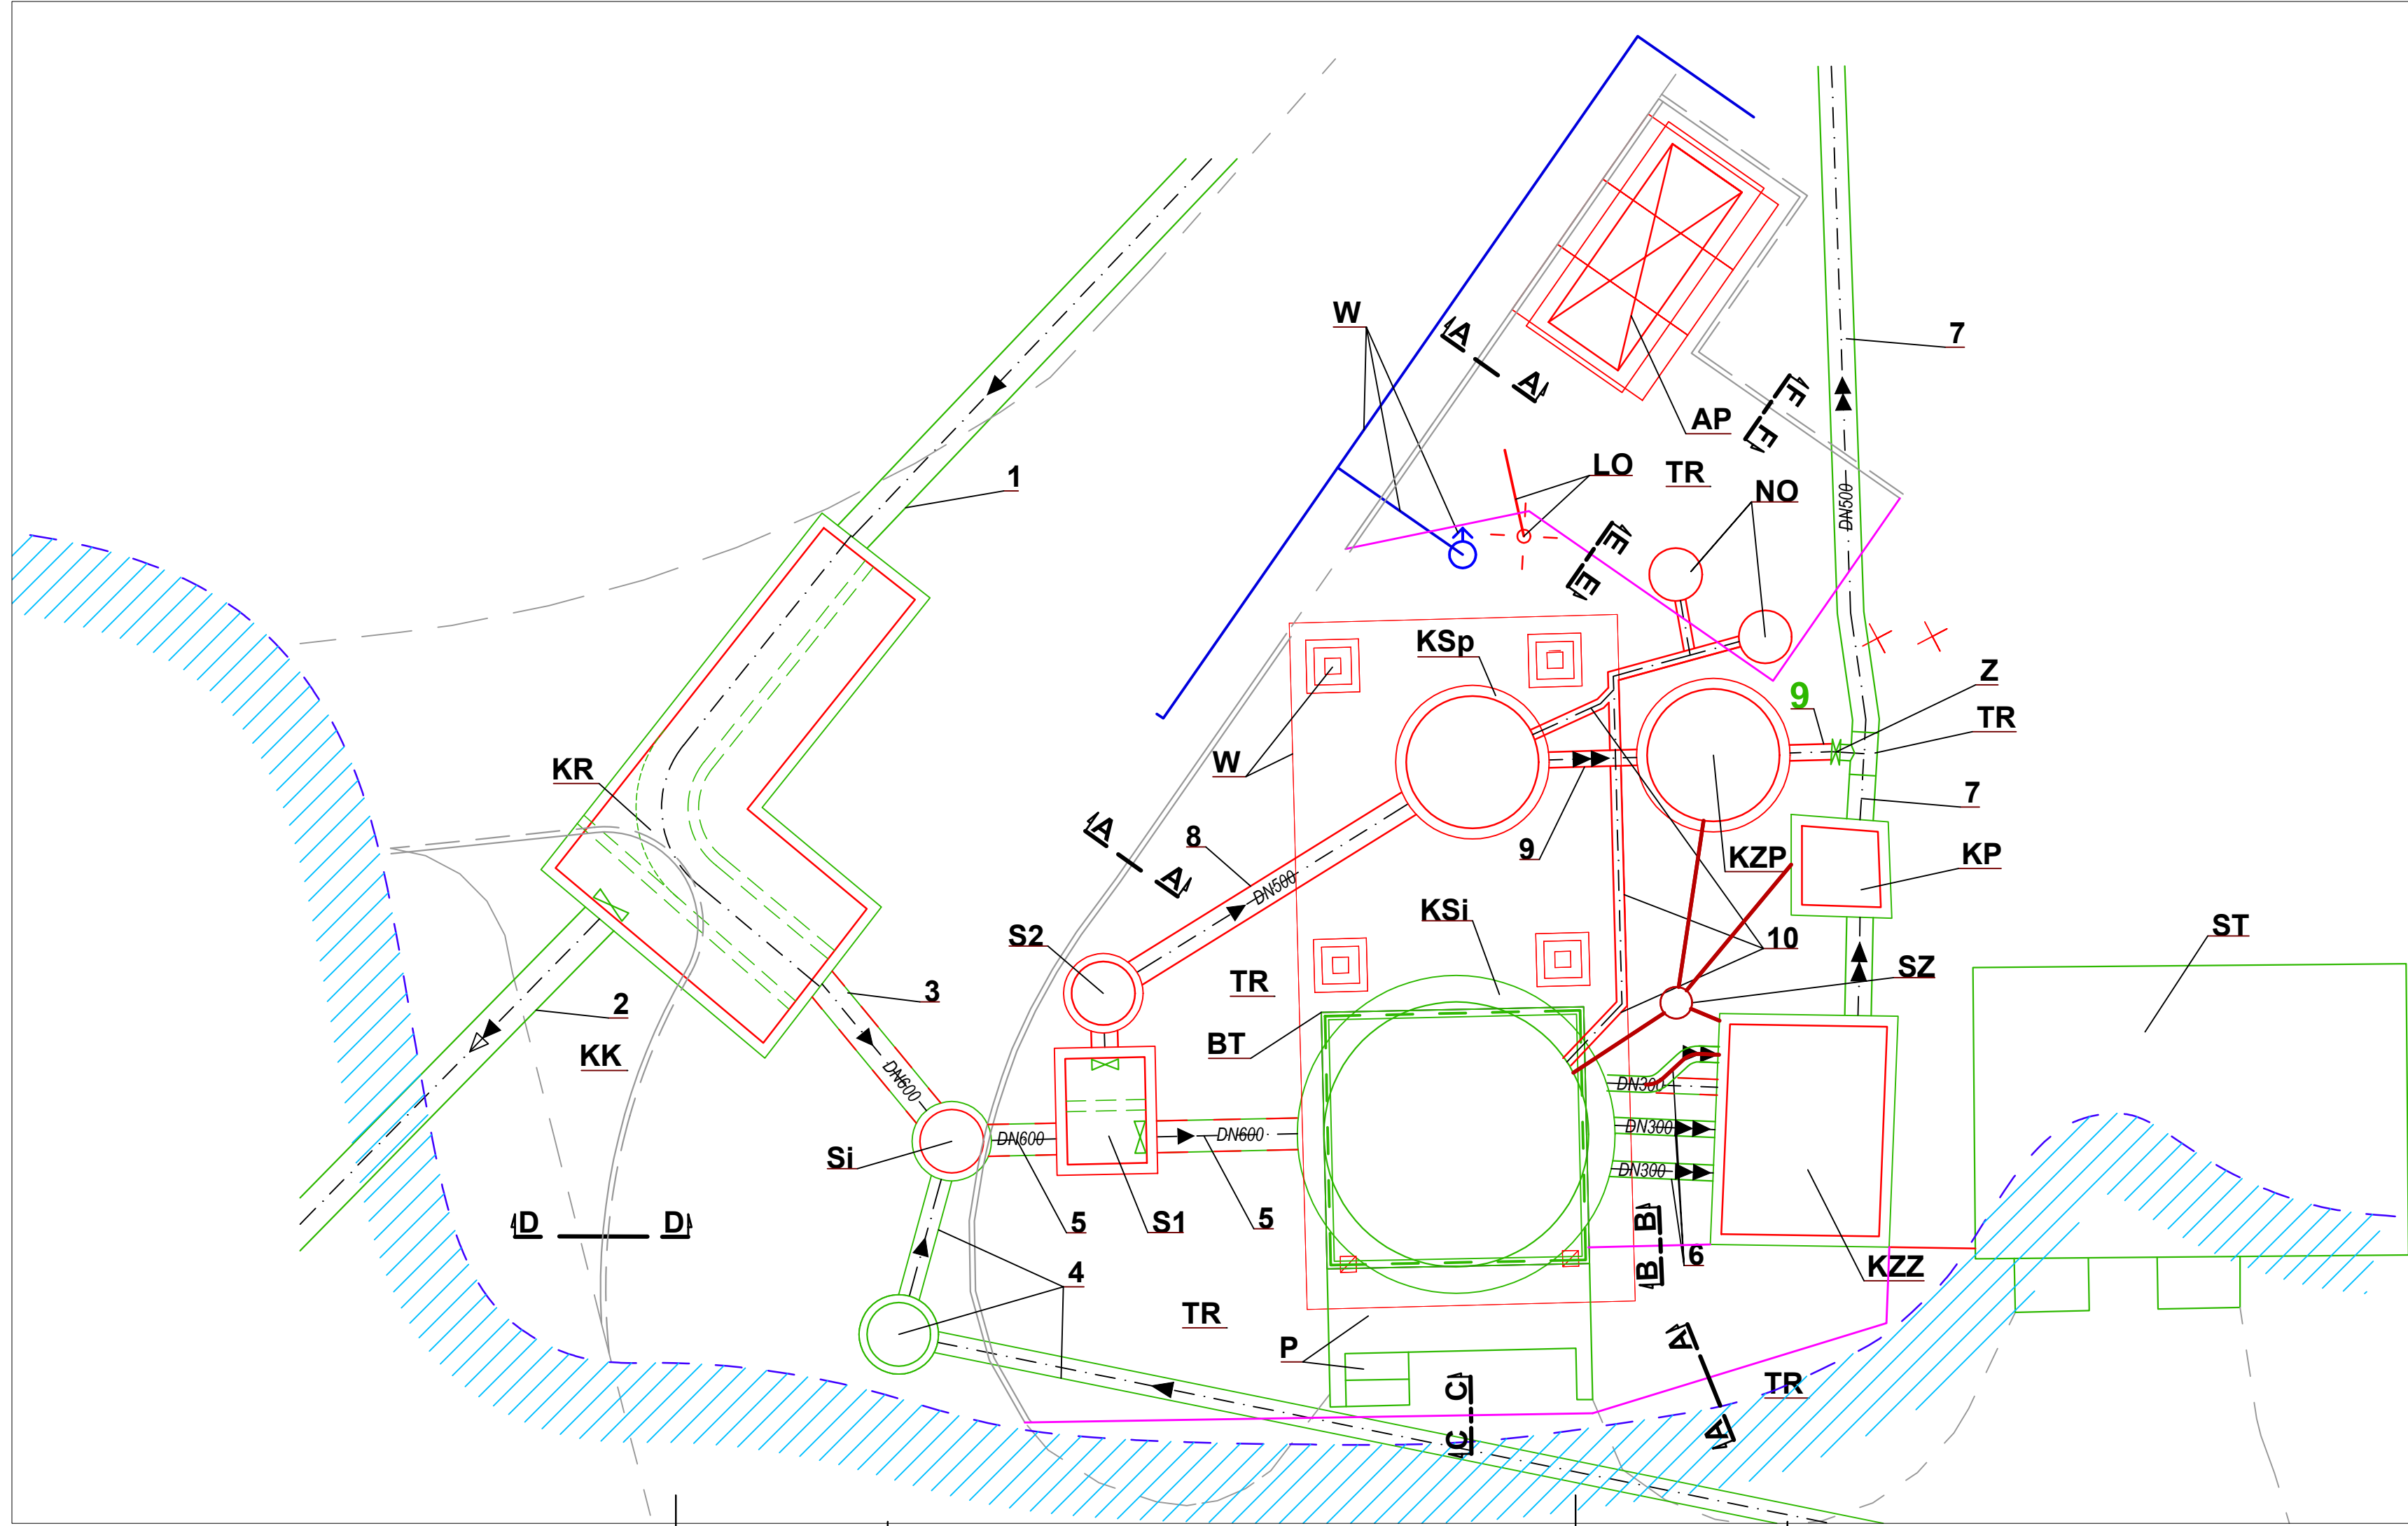 W
7
A
A
AP
E
E
LO
TR
1
NO
DN500
E
E
KSp
Z
9
TR
W
KR
7
A
A
8
9
KZP
KP
DN500
KSi
ST
S2
10
SZ
TR
3
2
BT
KK
DN600
DN300
DN300
DN600
DN600
Si
DN300
D
D
5
S1
5
B
B
6
KZZ
4
TR
P
A
A
TR
C
C